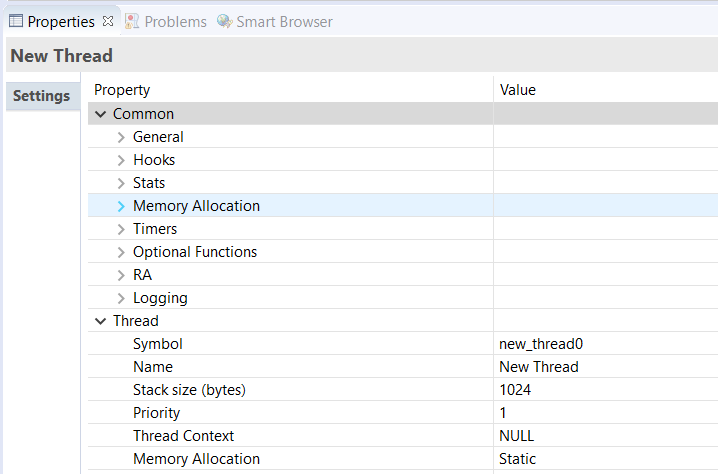 Properties Problems Smart Browser
New Thread
Settings
Property Value
Common
General
Hooks
Stats
Memory Allocation
Timers
Optional Functions
RA
Logging
Thread
Symbol new_thread0
Name New Thread
Stack size (bytes) 1024
Priority 1
Thread Context NULL
Memory Allocation Static